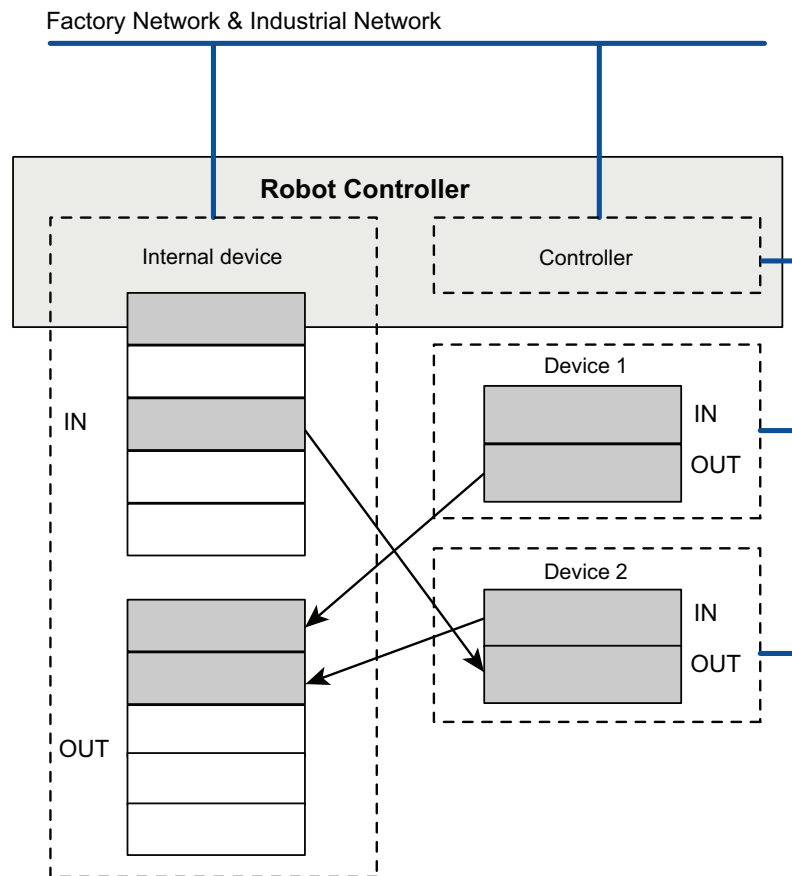 Factory Network & Industrial Network
Robot Controller
Internal device
Controller
IN
OUT
Device 1
IN
OUT
Device 2
IN
OUT